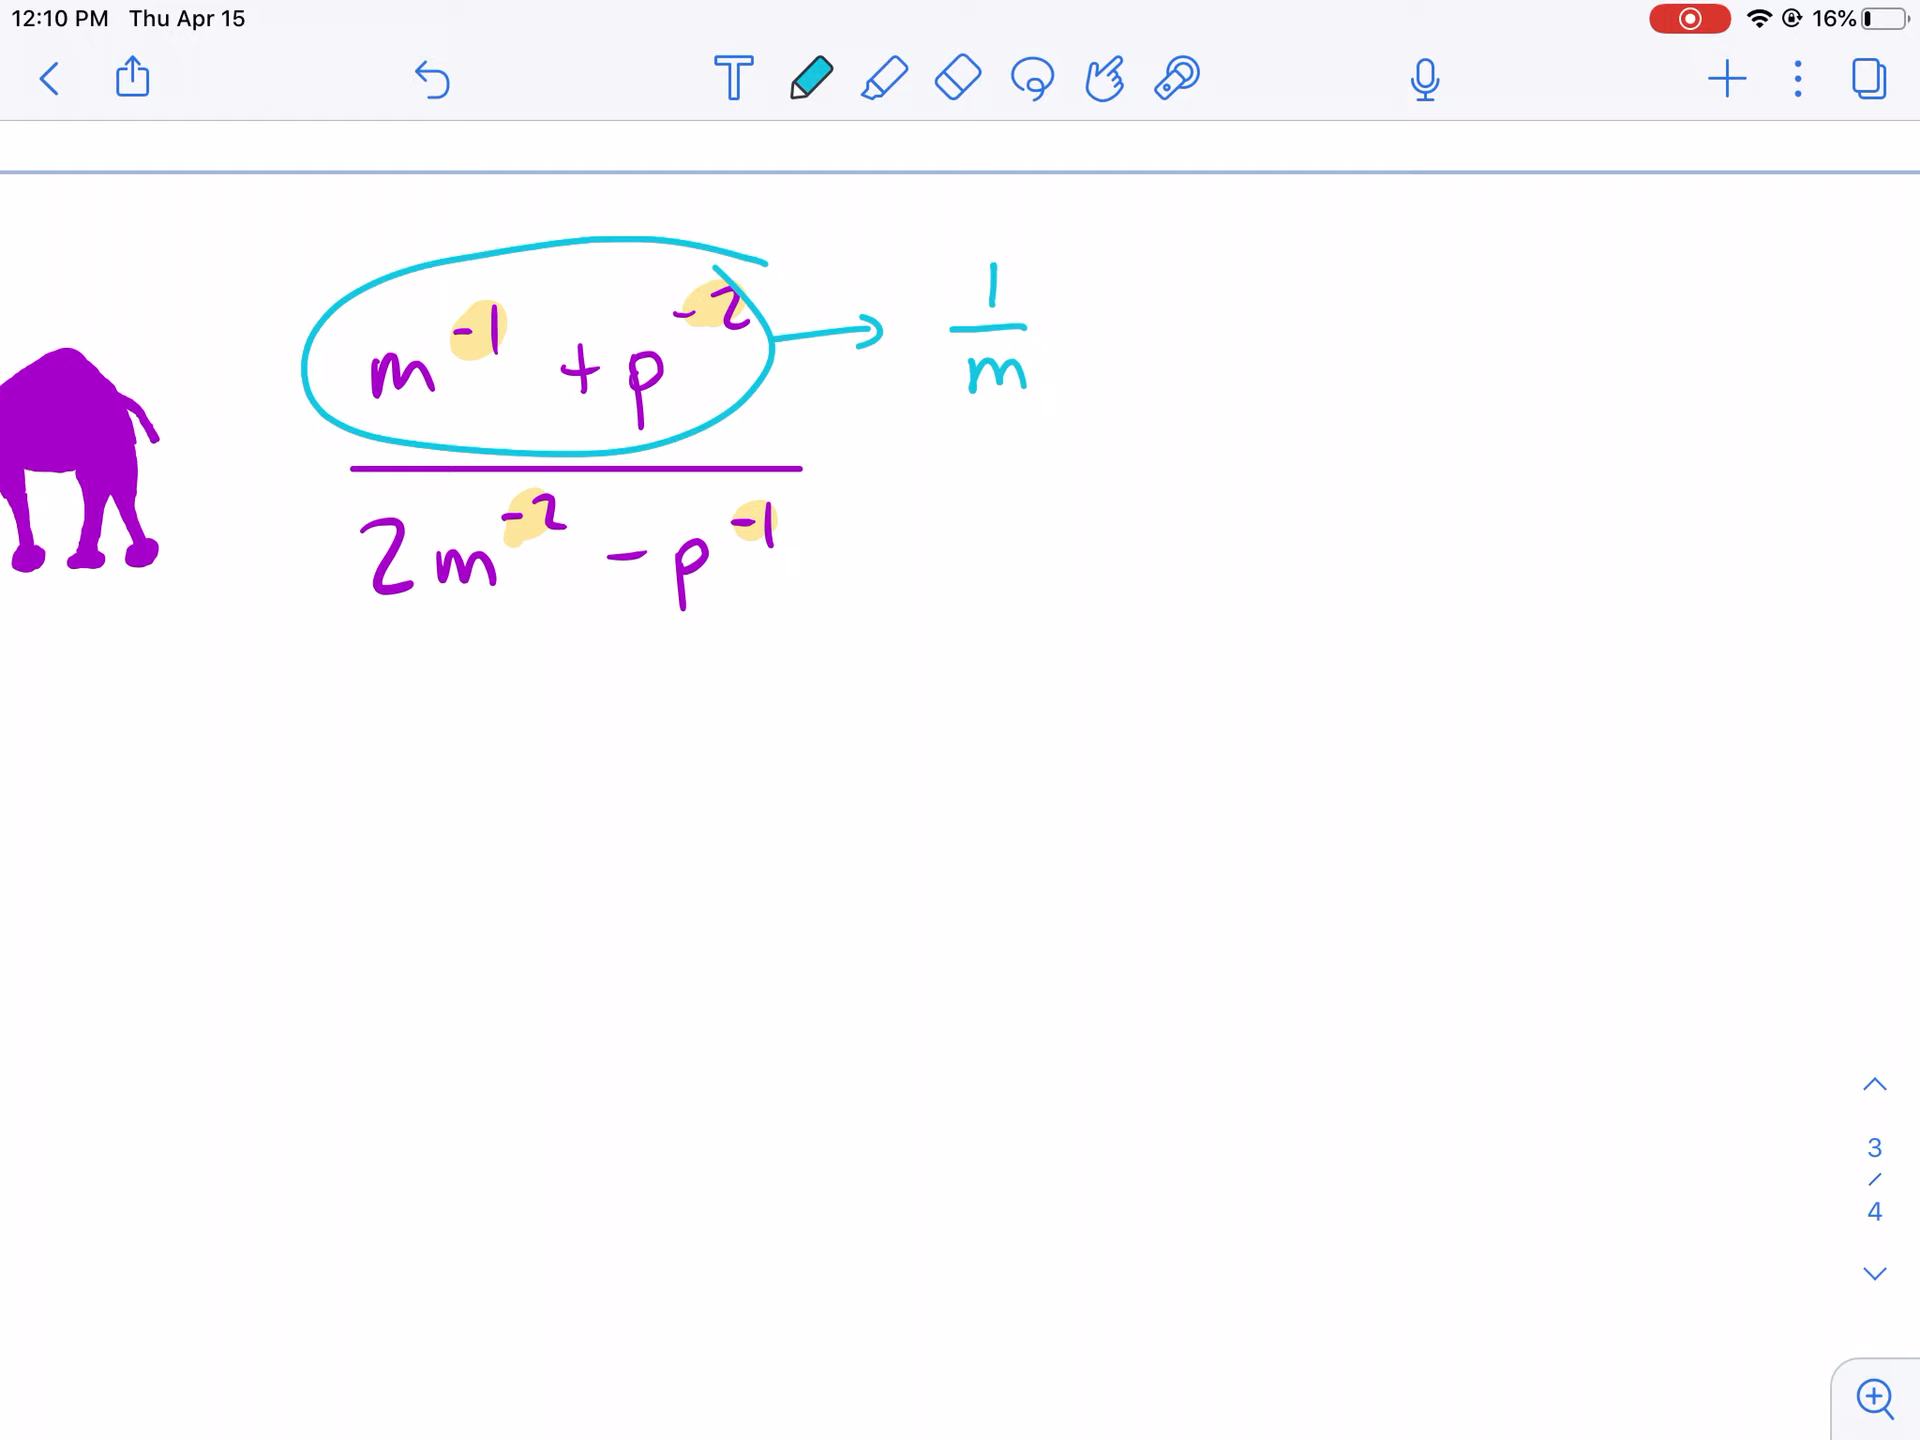 12:10 PM Thu Apr 15
16%
T
m⁻¹ + p⁻² → 1/m
2m⁻² - p⁻¹
3
/
4